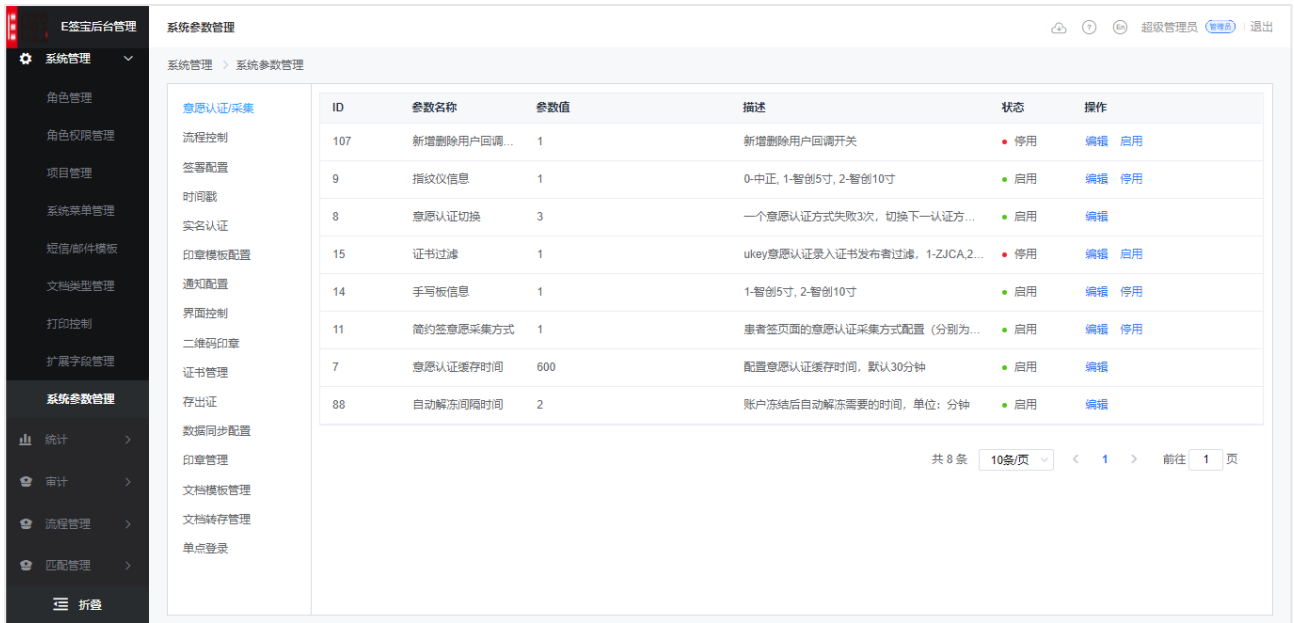 E签宝后台管理
系统参数管理
En
超级管理员
管理员
退出
系统管理
角色管理
角色权限管理
项目管理
系统菜单管理
短信/邮件模板
文档类型管理
打印控制
扩展字段管理
系统参数管理
统计
审计
流程管理
匹配管理
折叠
系统管理 > 系统参数管理
意愿认证/采集
流程控制
签署配置
时间戳
实名认证
印章模板配置
通知配置
界面控制
二维码印章
证书管理
存出证
数据同步配置
印章管理
文档模板管理
文档转存管理
单点登录
ID 参数名称 参数值 描述 状态 操作
107 新增删除用户回调... 1 新增删除用户回调开关 停用 编辑 启用
9 指纹仪信息 1 0-中正, 1-智创5寸, 2-智创10寸 启用 编辑 停用
8 意愿认证切换 3 一个意愿认证方式失败3次，切换下一认证方... 启用 编辑
15 证书过滤 1 ukey意愿认证录入证书发布者过滤，1-ZJCA,2... 停用 编辑 启用
14 手写板信息 1 1-智创5寸, 2-智创10寸 启用 编辑 停用
11 简约签意愿采集方式 1 患者签页面的意愿认证采集方式配置（分别为... 启用 编辑 停用
7 意愿认证缓存时间 600 配置意愿认证缓存时间，默认30分钟 启用 编辑
88 自动解冻间隔时间 2 账户冻结后自动解冻需要的时间，单位：分钟 启用 编辑
共 8 条 10条/页 < 1 > 前往 1 页